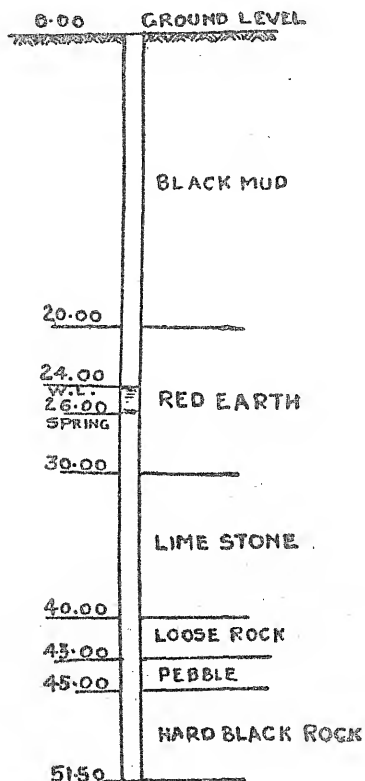 0.00 GROUND LEVEL
BLACK MUD
20.00
24.00
W.L.
26.00
SPRING
RED EARTH
30.00
LIME STONE
40.00
LOOSE ROCK
43.00
PEBBLE
45.00
HARD BLACK ROCK
51.50